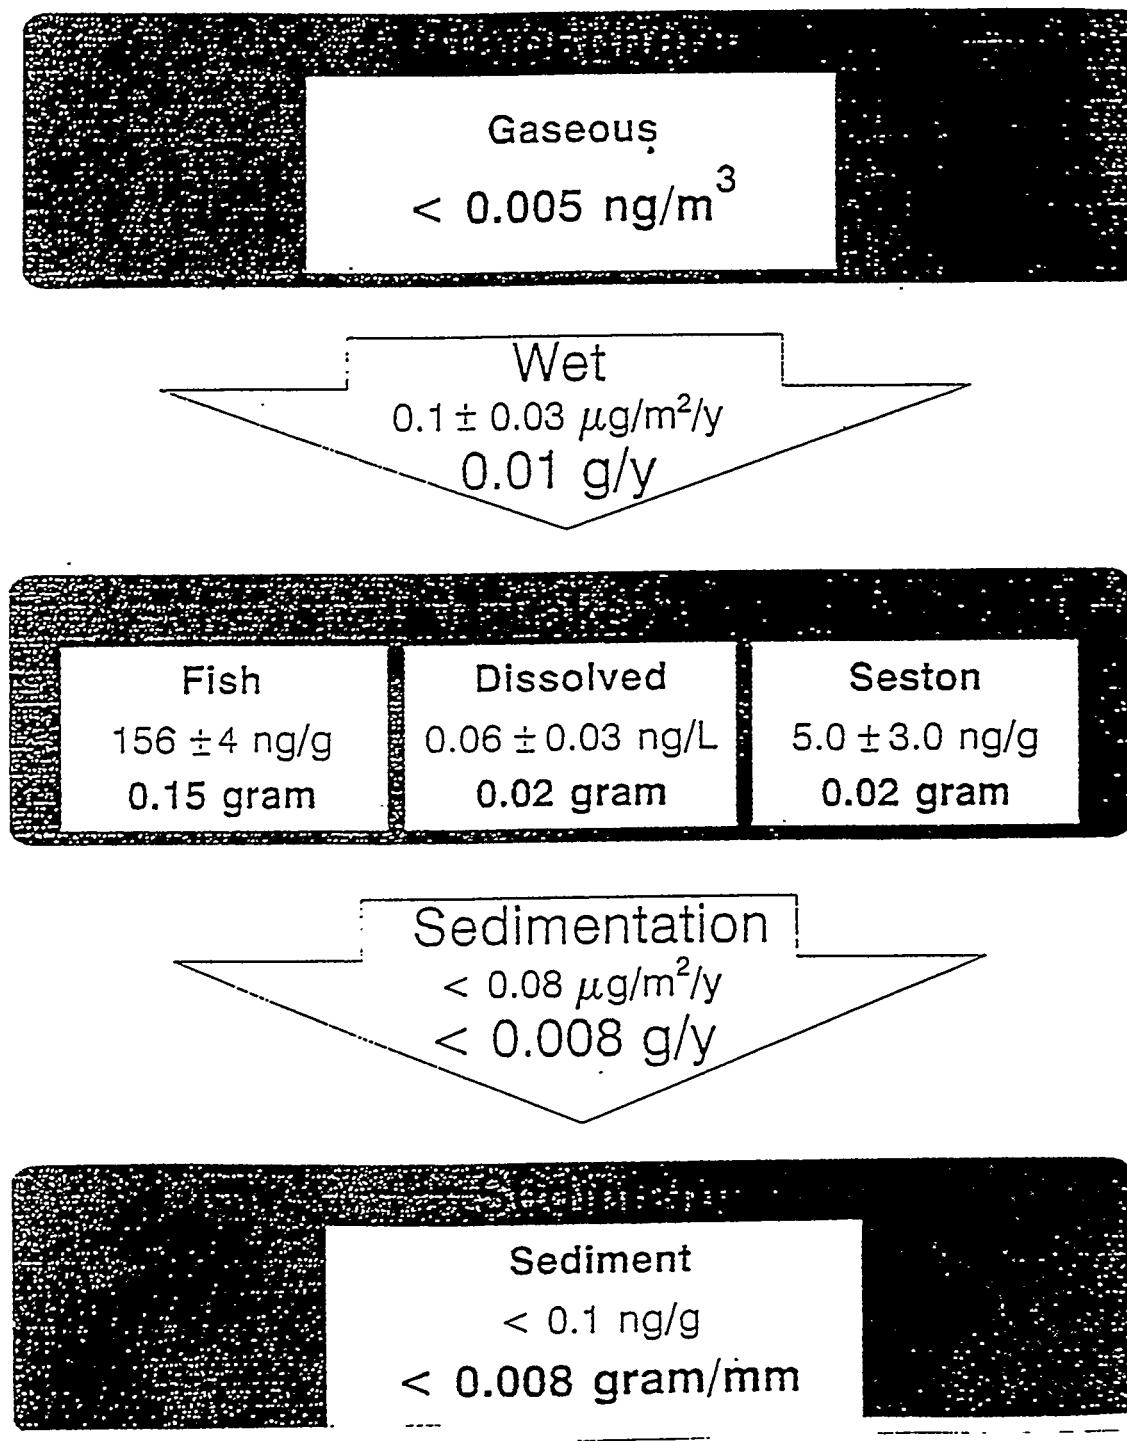 Gaseous
< 0.005 ng/m³
Wet
0.1 ± 0.03 µg/m²/y
0.01 g/y
Fish
156 ±4 ng/g
0.15 gram
Dissolved
0.06 ± 0.03 ng/L
0.02 gram
Seston
5.0 ± 3.0 ng/g
0.02 gram
Sedimentation
< 0.08 µg/m²/y
< 0.008 g/y
Sediment
< 0.1 ng/g
< 0.008 gram/mm